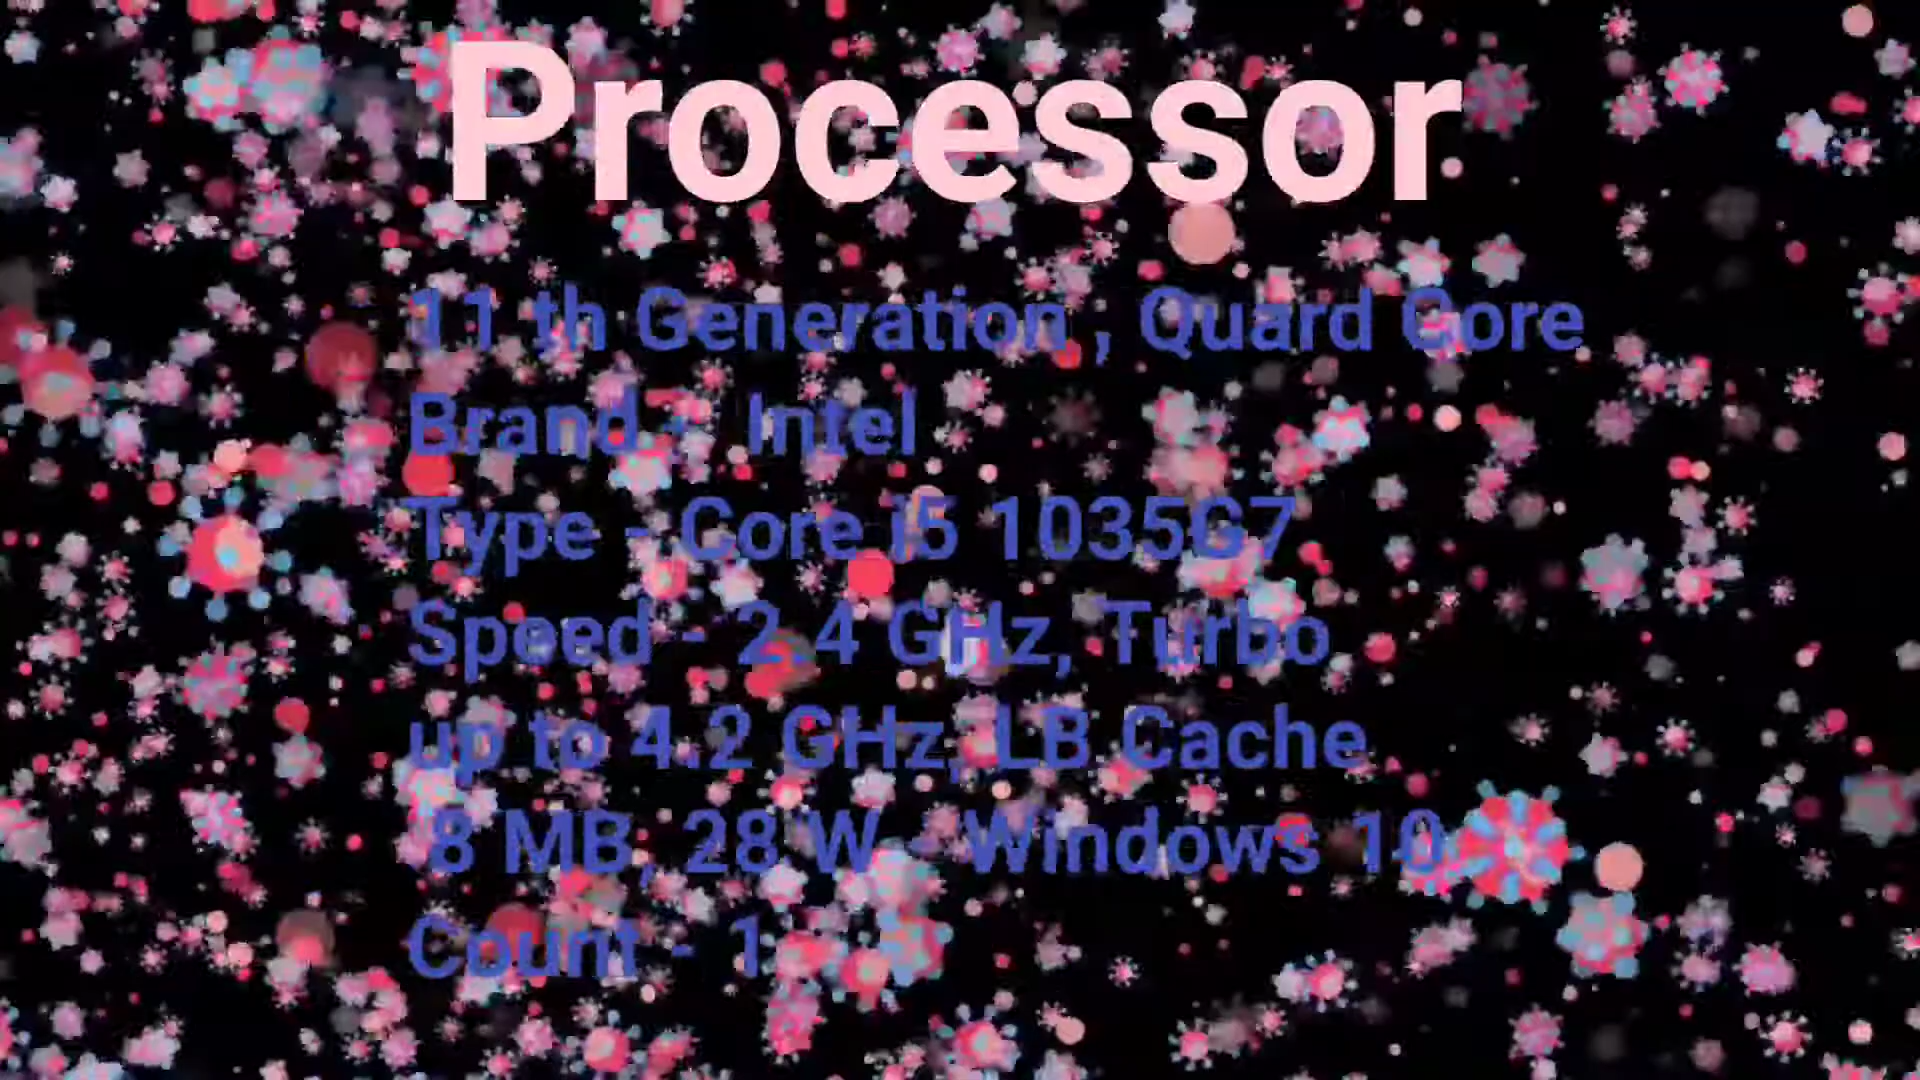 Processor
11 th Generation , Quard Core
Brand - Intel
Type - Core i5 1035G7
Speed - 2.4 GHz, Turbo
up to 4.2 GHz, LB Cache
8 MB, 28 W - Windows 10
Count - 1